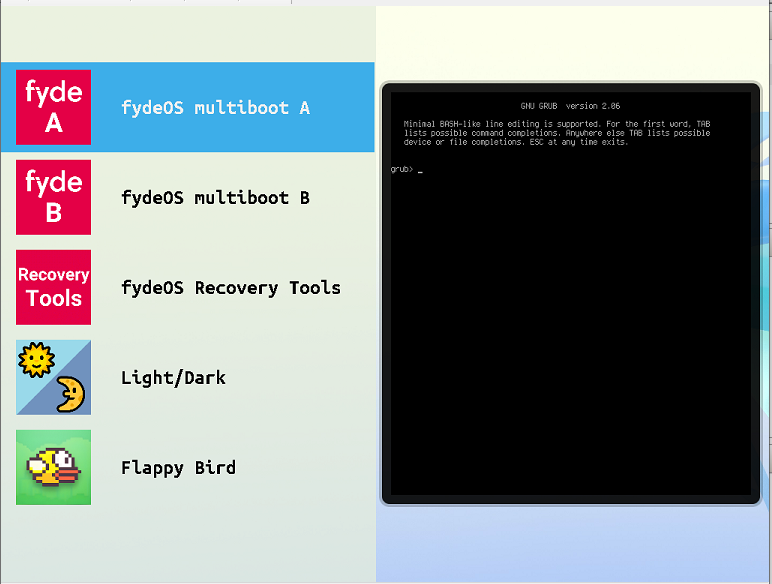 fyde
A
fydeOS multiboot A
fyde
B
fydeOS multiboot B
Recovery
Tools
fydeOS Recovery Tools
Light/Dark
Flappy Bird
GNU GRUB version 2.06
Minimal BASH-like line editing is supported. For the first word, TAB
lists possible command completions. Anywhere else TAB lists possible
device or file completions. ESC at any time exits.
grub> _